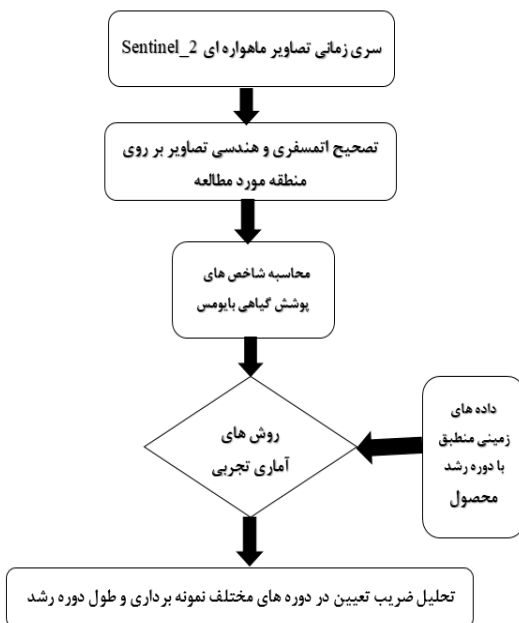 سری زمانی تصاویر ماهواره ای Sentinel_2
تصحیح اتمسفری و هندسی تصاویر بر روی
منطقه مورد مطالعه
محاسبه شاخص های
پوشش گیاهی بایومس
روش های
آماری تجربی
داده های
زمینی منطبق
با دوره رشد
محصول
تحلیل ضریب تعیین در دوره های مختلف نمونه برداری و طول دوره رشد